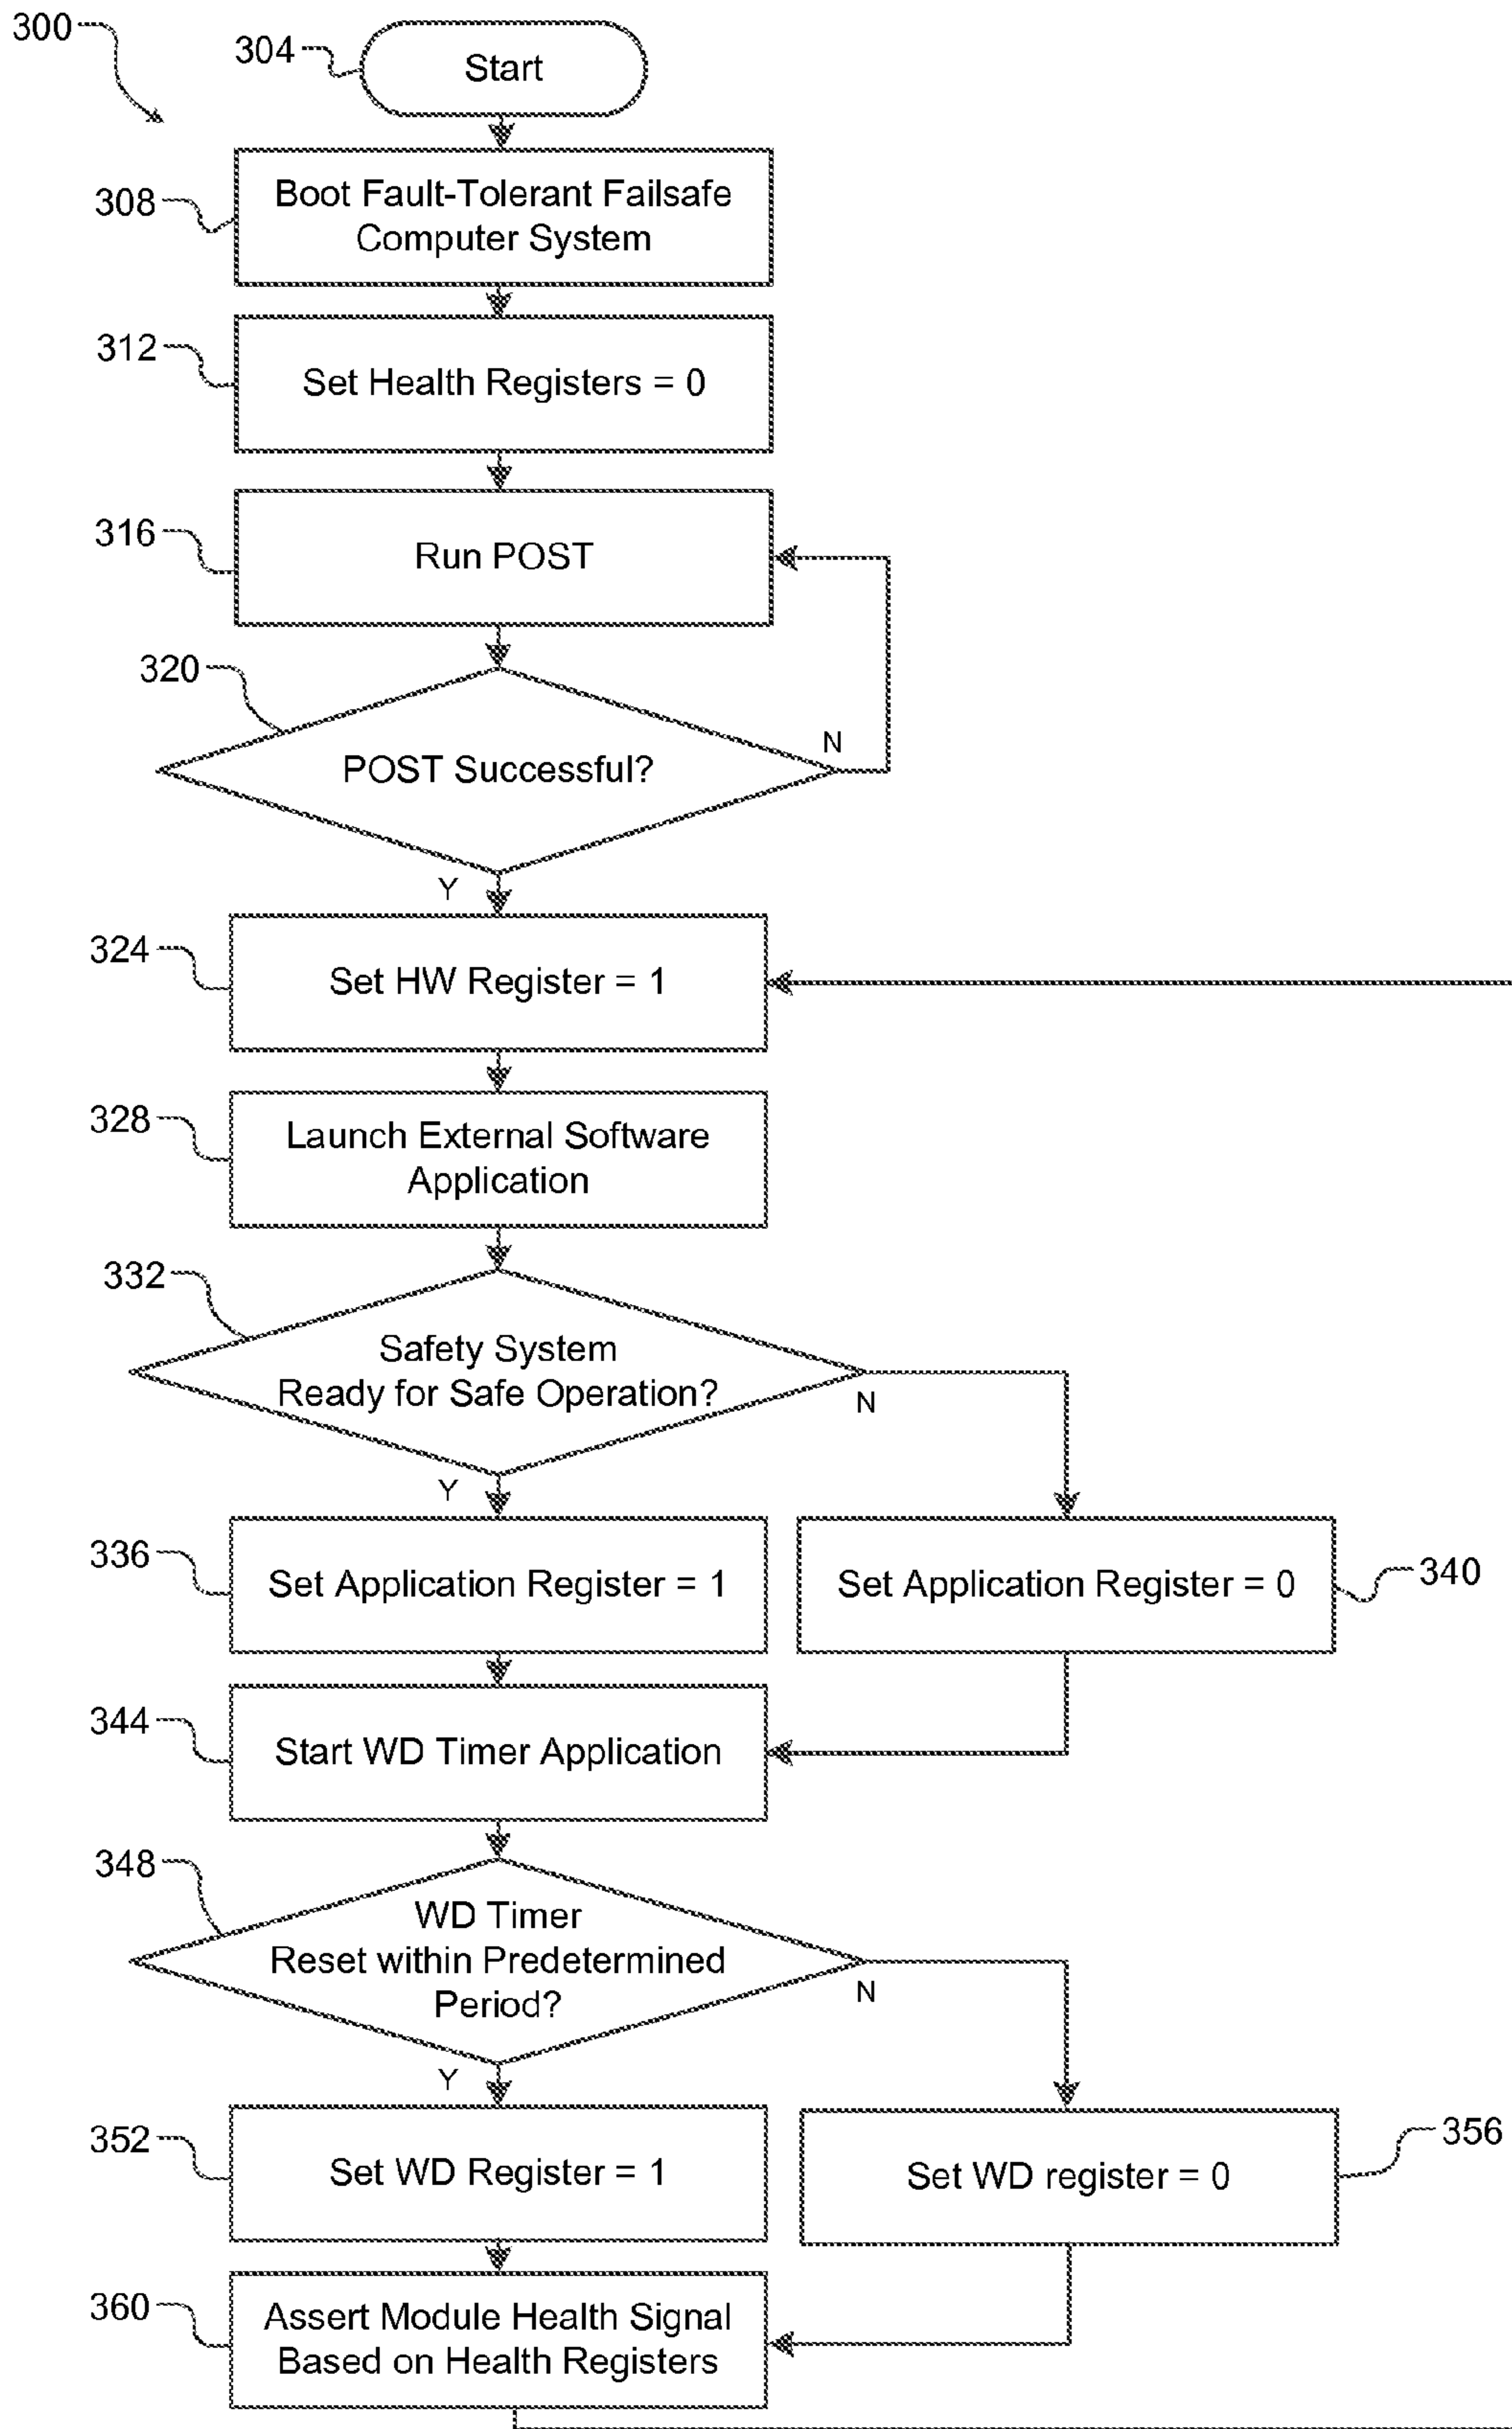 300
304
Start
308
Boot Fault-Tolerant Failsafe
Computer System
312
Set Health Registers = 0
316
Run POST
320
POST Successful?
N
Y
324
Set HW Register = 1
328
Launch External Software
Application
332
Safety System
Ready for Safe Operation?
N
Y
336
Set Application Register = 1
Set Application Register = 0
340
344
Start WD Timer Application
348
WD Timer
Reset within Predetermined
Period?
N
Y
352
Set WD Register = 1
Set WD register = 0
356
360
Assert Module Health Signal
Based on Health Registers